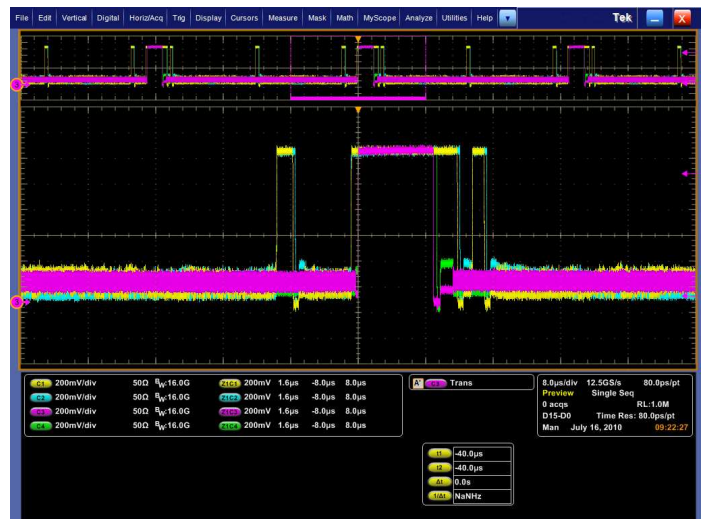 File Edit Vertical Digital Horiz/Acq Trig Display Cursors Measure Mask Math MyScope Analyze Utilities Help Tek X
C1 200mV/div 50Ω BW:16.0G Z1C1 200mV 1.6µs -8.0µs 8.0µs
C2 200mV/div 50Ω BW:16.0G Z1C2 200mV 1.6µs -8.0µs 8.0µs
C3 200mV/div 50Ω BW:16.0G Z1C3 200mV 1.6µs -8.0µs 8.0µs
C4 200mV/div 50Ω BW:16.0G Z1C4 200mV 1.6µs -8.0µs 8.0µs
A' C3 Trans
8.0µs/div 12.5GS/s 80.0ps/pt
Preview Single Seq
0 acqs RL:1.0M
D15-D0 Time Res: 80.0ps/pt
Man July 16, 2010 09:22:27
t1 -40.0µs
t2 -40.0µs
Δt 0.0s
1/Δt NaNHz